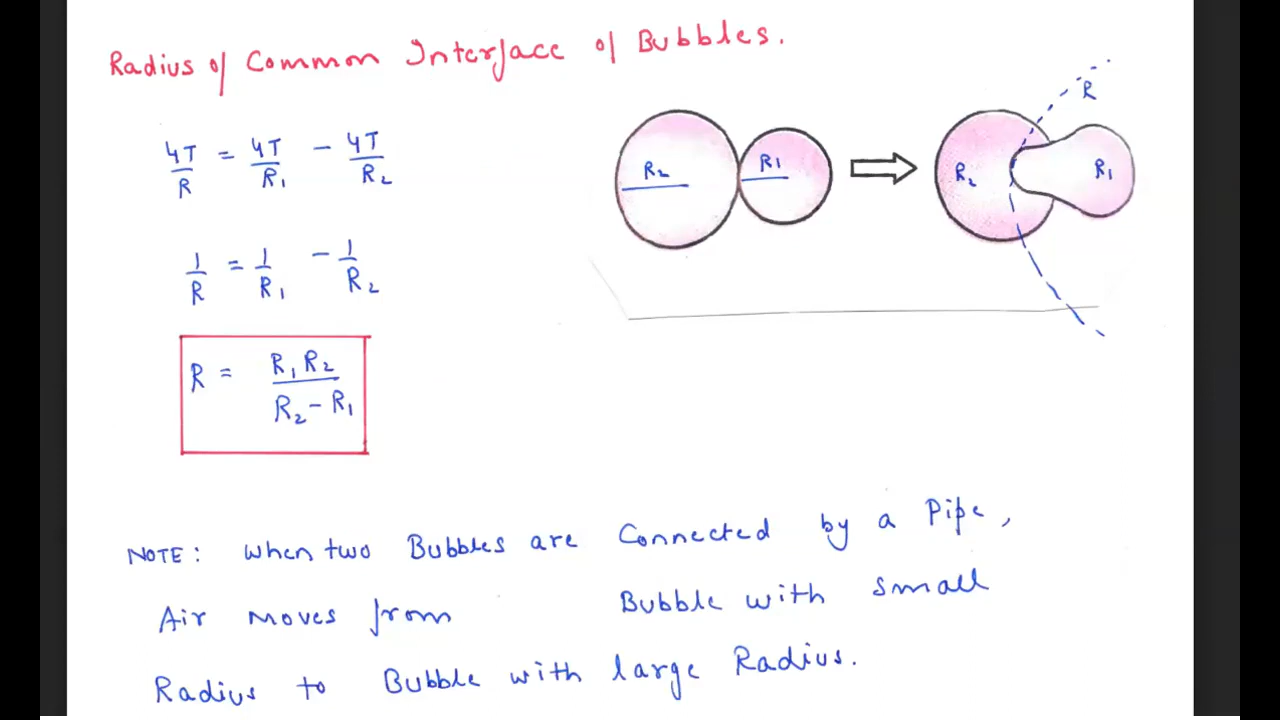 Radius of Common Interface of Bubbles.
4T/R = 4T/R₁ - 4T/R₂
1/R = 1/R₁ - 1/R₂
R = R₁R₂/(R₂ - R₁)
R₂ R₁
R₂ R₁ R
NOTE: when two Bubbles are Connected by a Pipe,
Air moves from Bubble with small
Radius to Bubble with large Radius.